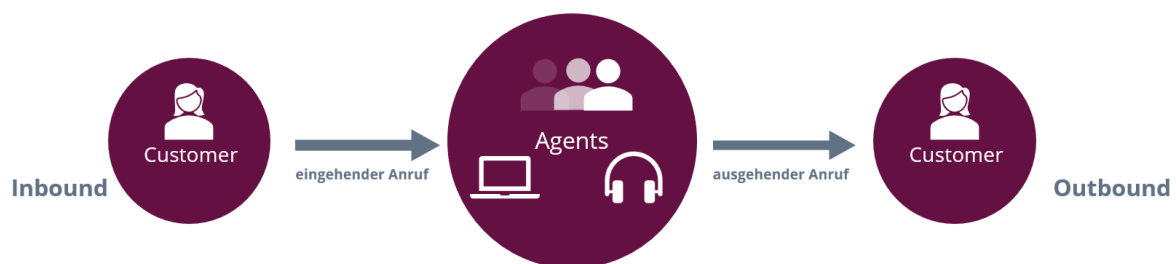 Inbound
Customer
eingehender Anruf
Agents
ausgehender Anruf
Customer
Outbound